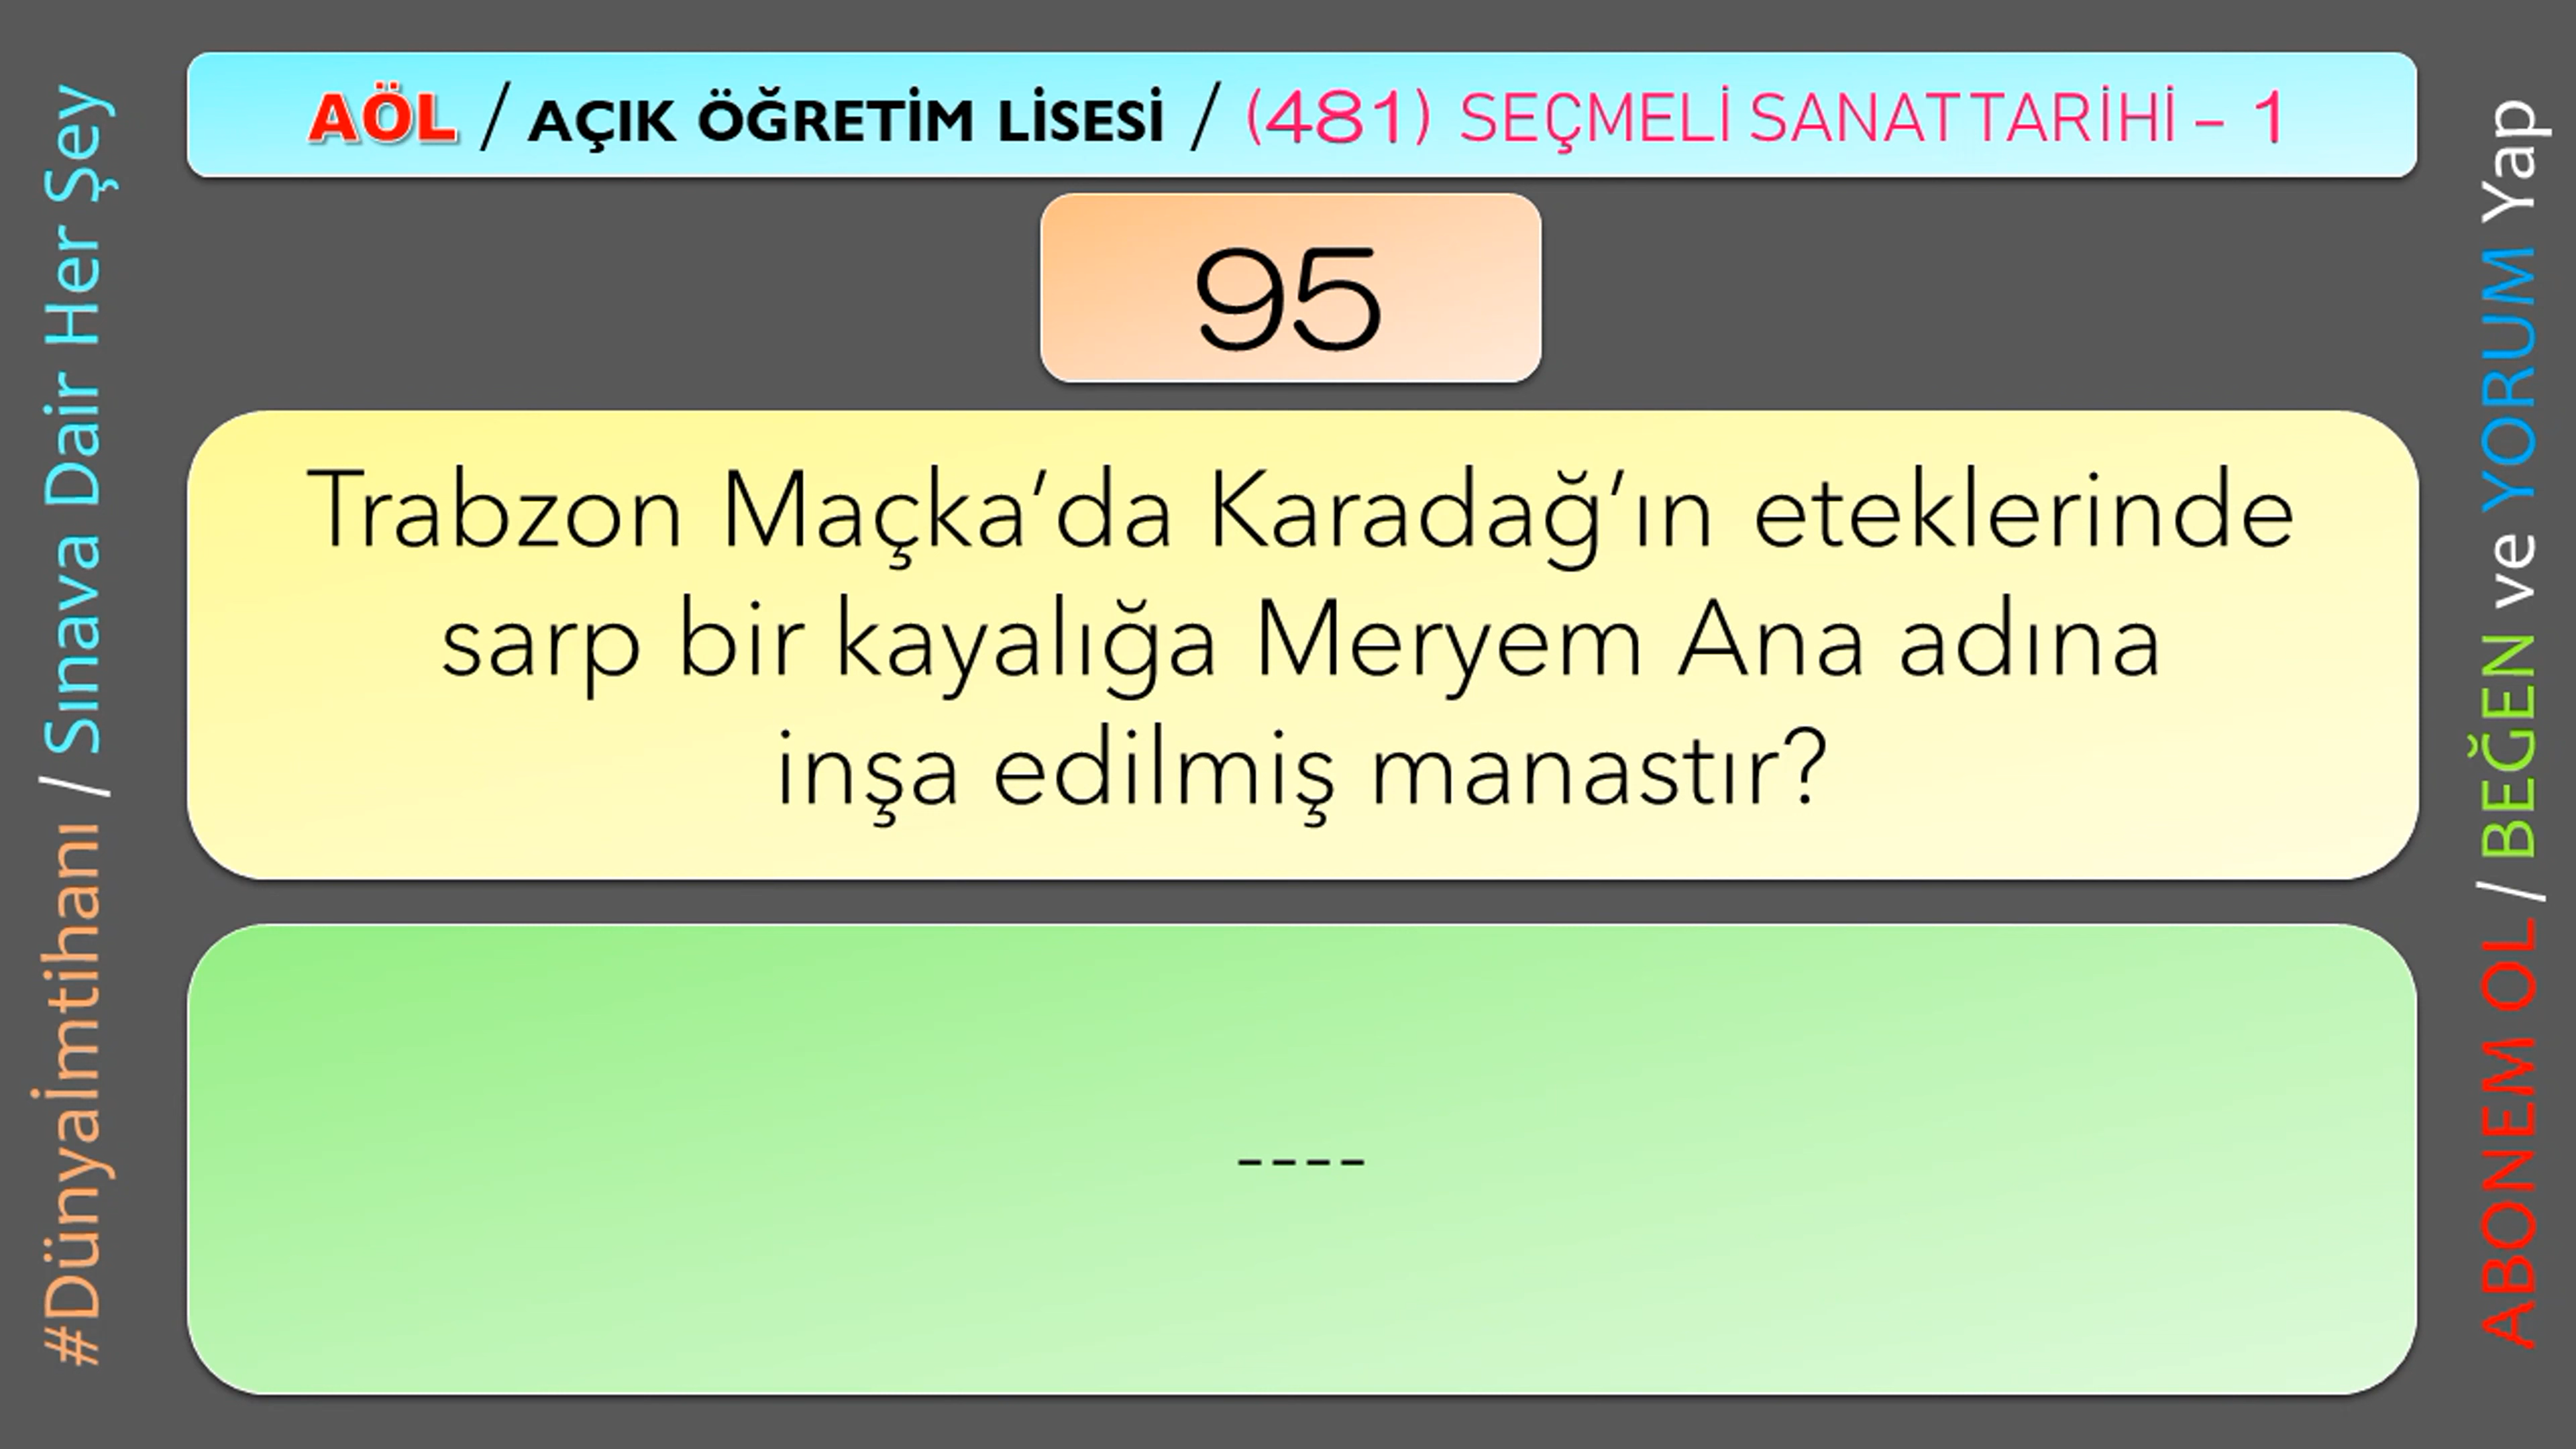 AÖL / AÇIK ÖĞRETİM LİSESİ / (481) SEÇMELİ SANAT TARİHİ – 1
95
Trabzon Maçka’da Karadağ’ın eteklerinde
sarp bir kayalığa Meryem Ana adına
inşa edilmiş manastır?
----
#Dünyaİmtihanı / Sınava Dair Her Şey
ABONEM OL / BEĞEN ve YORUM Yap